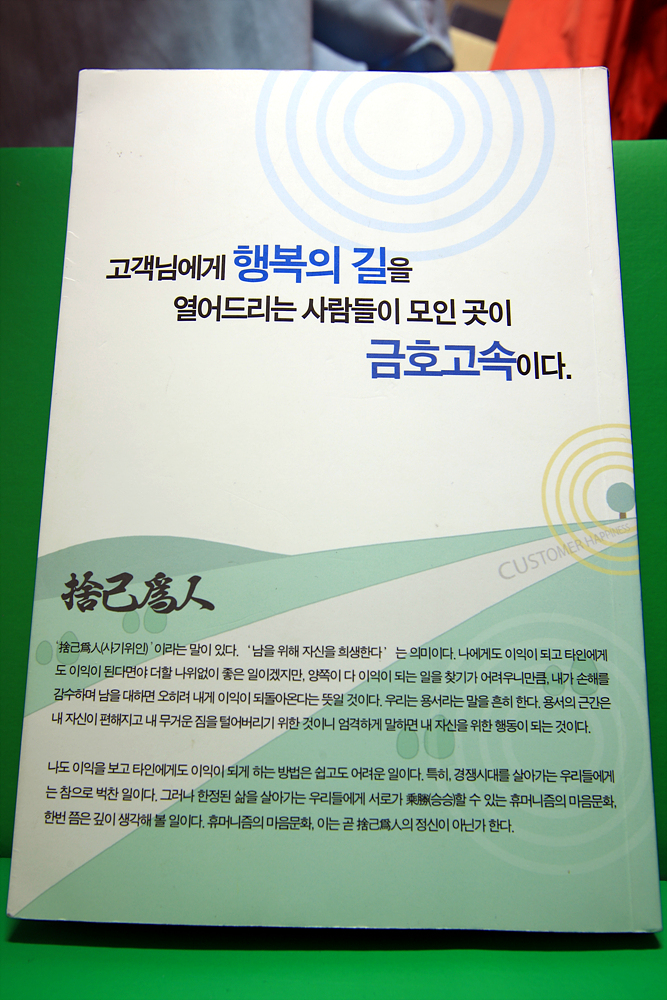 고객님에게 행복의 길을
열어드리는 사람들이 모인 곳이
금호고속이다.
CUSTOMER HAPPINESS
捨己爲人
'捨己爲人(사기위인)'이라는 말이 있다. '남을 위해 자신을 희생한다'는 의미이다. 나에게도 이익이 되고 타인에게
도 이익이 된다면야 더할 나위없이 좋은 일이겠지만, 양쪽이 다 이익이 되는 일을 찾기가 어려우니만큼, 내가 손해를
감수하며 남을 대하면 오히려 내게 이익이 되돌아온다는 뜻일 것이다. 우리는 용서라는 말을 흔히 한다. 용서의 근간은
내 자신이 편해지고 내 무거운 짐을 털어버리기 위한 것이니 엄격하게 말하면 내 자신을 위한 행동이 되는 것이다.
나도 이익을 보고 타인에게도 이익이 되게 하는 방법은 쉽고도 어려운 일이다. 특히, 경쟁시대를 살아가는 우리들에게
는 참으로 벅찬 일이다. 그러나 한정된 삶을 살아가는 우리들에게 서로가 乘勝(승승)할 수 있는 휴머니즘의 마음문화,
한번 쯤은 깊이 생각해 볼 일이다. 휴머니즘의 마음문화, 이는 곧 捨己爲人의 정신이 아닌가 한다.